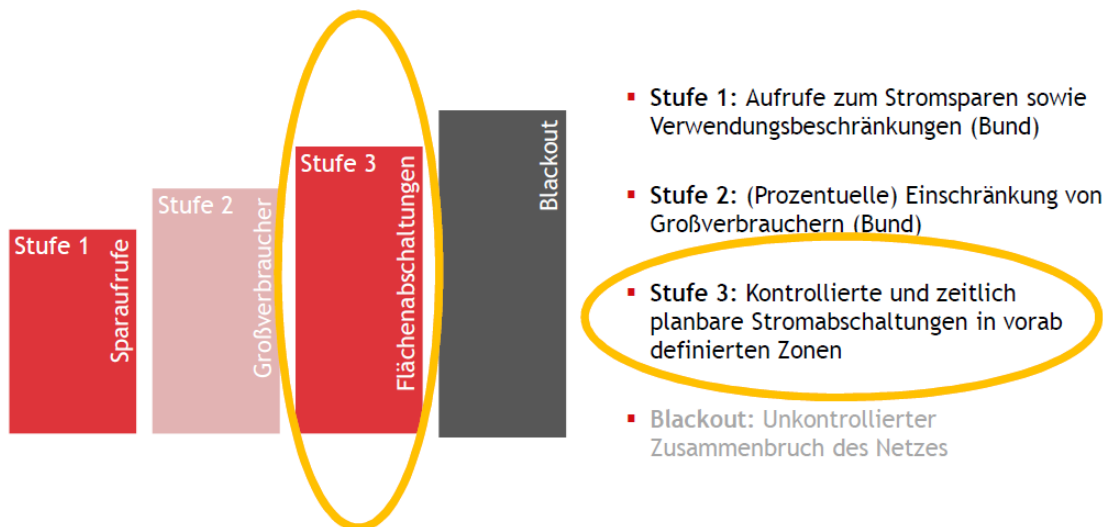 Stufe 1
Sparaufrufe
Stufe 2
Großverbraucher
Stufe 3
Flächenabschaltungen
Blackout
▪ Stufe 1: Aufrufe zum Stromsparen sowie
Verwendungsbeschränkungen (Bund)
▪ Stufe 2: (Prozentuelle) Einschränkung von
Großverbrauchern (Bund)
▪ Stufe 3: Kontrollierte und zeitlich
planbare Stromabschaltungen in vorab
definierten Zonen
▪ Blackout: Unkontrollierter
Zusammenbruch des Netzes